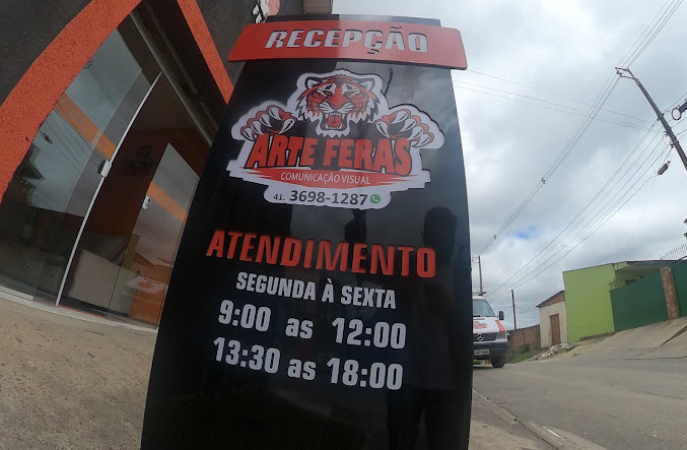 RECEPÇÃO
ARTE FERAS
COMUNICAÇÃO VISUAL
41. 3698-1287
ATENDIMENTO
SEGUNDA À SEXTA
9:00 as 12:00
13:30 as 18:00